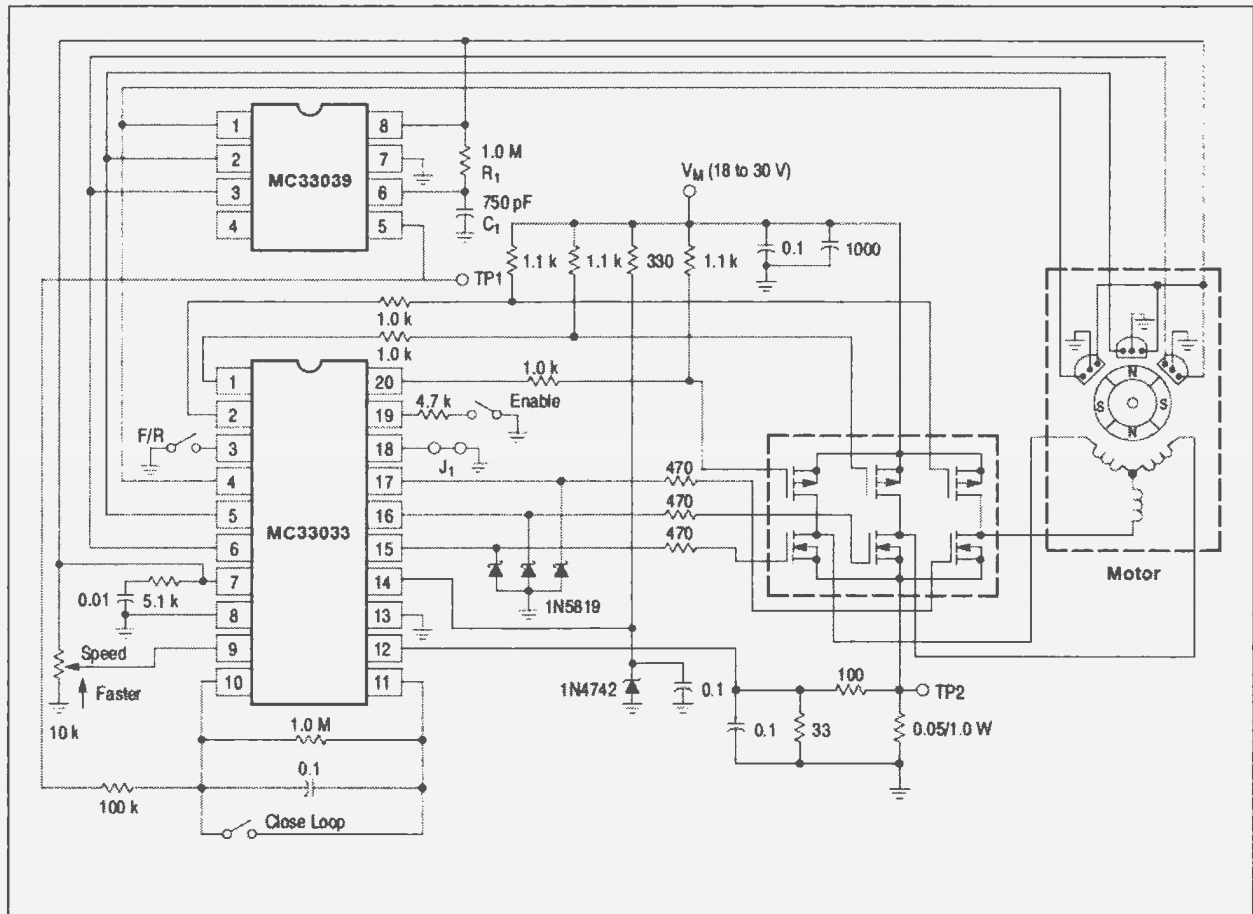 1
2
3
4
MC33039
8
7
6
5
1.0 M
R1
750 pF
C1
VM (18 to 30 V)
1.1 k
1.1 k
330
1.1 k
0.1
1000
TP1
1.0 k
1.0 k
1.0 k
Enable
4.7 k
J1
F/R
1
2
3
4
5
6
7
8
9
10
MC33033
20
19
18
17
16
15
14
13
12
11
470
470
470
1N5819
N
S
S
N
Motor
0.01
5.1 k
Speed
Faster
10 k
1N4742
0.1
100
TP2
0.1
33
0.05/1.0 W
1.0 M
0.1
100 k
Close Loop